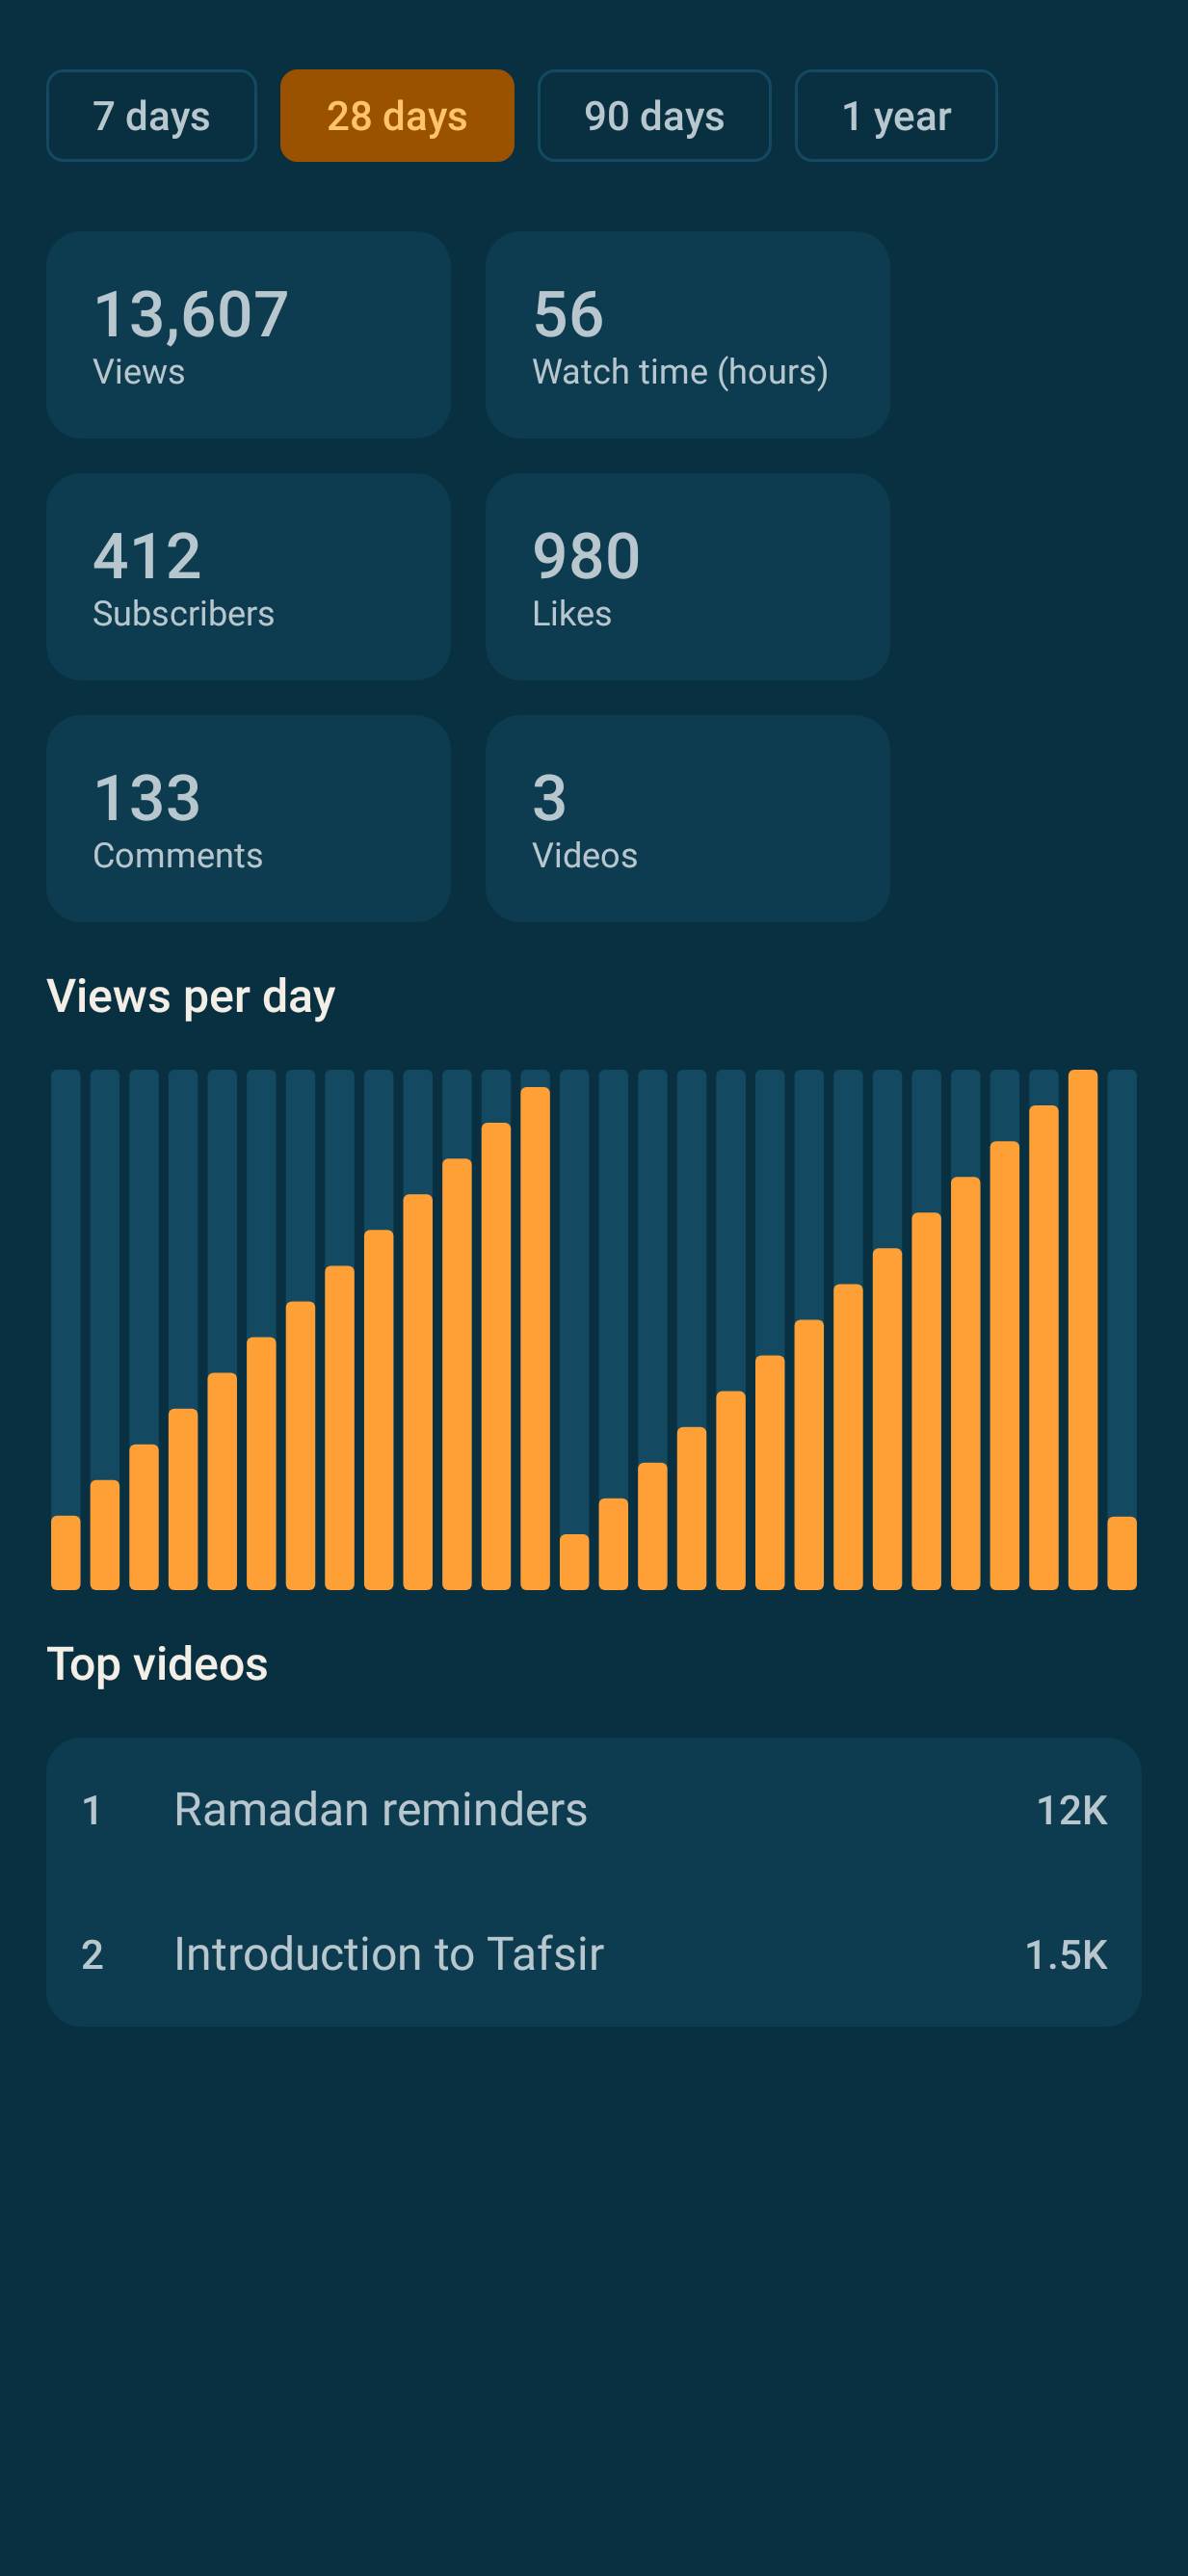 7 days 28 days 90 days 1 year
13,607 56
Views Watch time (hours)
412 980
Subscribers Likes
133 3
Comments Videos
Views per day
Top videos
1 Ramadan reminders 12K
2 Introduction to Tafsir 1.5K